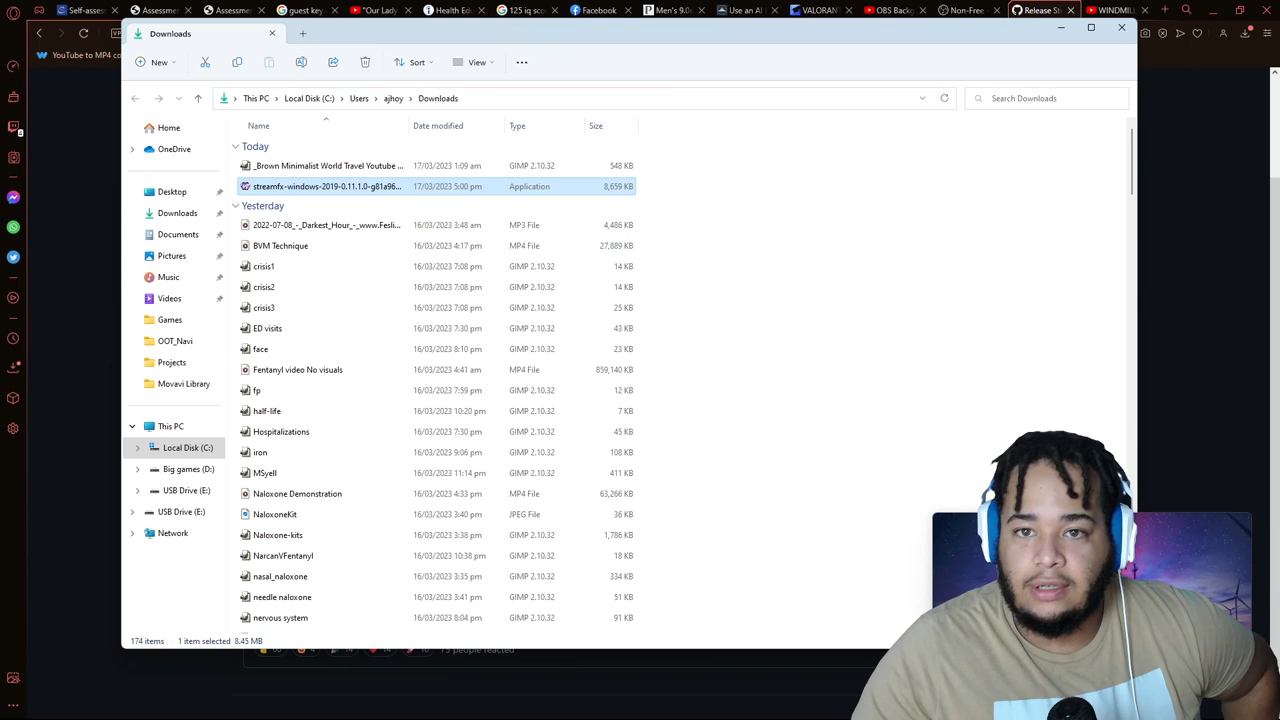 Self-asses
Assessmer
Assessmer
guest key
"Our Lady
Health Ed
125 iq sco
Facebook
Men's 9.0
Use an AI
VALORANT
OBS Backg
Non-Free
Release St
WINDMILL
YouTube to MP4 co
Downloads
New
Sort
View
This PC > Local Disk (C:) > Users > ajhoy > Downloads
Search Downloads
Name Date modified Type Size
Home
OneDrive
Desktop
Downloads
Documents
Pictures
Music
Videos
Games
OOT_Navi
Projects
Movavi Library
This PC
Local Disk (C:)
Big games (D:)
USB Drive (E:)
USB Drive (E:)
Network
Today
_Brown Minimalist World Travel Youtube ... 17/03/2023 1:09 am GIMP 2.10.32 548 KB
streamfx-windows-2019-0.11.1.0-g81a96... 17/03/2023 5:00 pm Application 8,659 KB
Yesterday
2022-07-08_-_Darkest_Hour_-_www.Fesli... 16/03/2023 3:48 am MP3 File 4,486 KB
BVM Technique 16/03/2023 4:17 pm MP4 File 27,889 KB
crisis1 16/03/2023 7:08 pm GIMP 2.10.32 14 KB
crisis2 16/03/2023 7:08 pm GIMP 2.10.32 14 KB
crisis3 16/03/2023 7:08 pm GIMP 2.10.32 25 KB
ED visits 16/03/2023 7:30 pm GIMP 2.10.32 43 KB
face 16/03/2023 8:10 pm GIMP 2.10.32 23 KB
Fentanyl video No visuals 16/03/2023 4:41 am MP4 File 859,140 KB
fp 16/03/2023 7:59 pm GIMP 2.10.32 12 KB
half-life 16/03/2023 10:20 pm GIMP 2.10.32 7 KB
Hospitalizations 16/03/2023 7:30 pm GIMP 2.10.32 45 KB
iron 16/03/2023 9:06 pm GIMP 2.10.32 108 KB
MSyell 16/03/2023 11:14 pm GIMP 2.10.32 411 KB
Naloxone Demonstration 16/03/2023 4:33 pm MP4 File 63,266 KB
NaloxoneKit 16/03/2023 3:40 pm JPEG File 36 KB
Naloxone-kits 16/03/2023 3:38 pm GIMP 2.10.32 1,786 KB
NarcanVFentanyl 16/03/2023 10:38 pm GIMP 2.10.32 18 KB
nasal_naloxone 16/03/2023 3:35 pm GIMP 2.10.32 334 KB
needle naloxone 16/03/2023 3:41 pm GIMP 2.10.32 51 KB
nervous system 16/03/2023 8:04 pm GIMP 2.10.32 91 KB
174 items 1 item selected 8.45 MB
75 people reacted